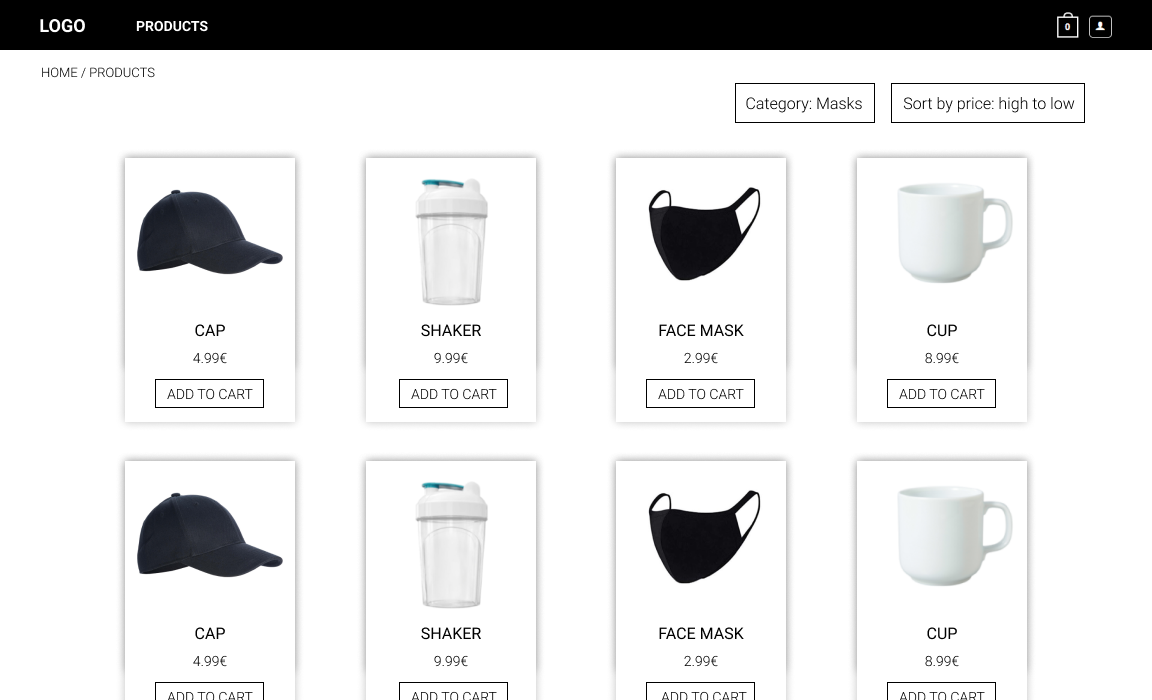 LOGO
PRODUCTS
0
HOME / PRODUCTS
Category: Masks
Sort by price: high to low
CAP
SHAKER
FACE MASK
CUP
4.99€
9.99€
2.99€
8.99€
ADD TO CART
ADD TO CART
ADD TO CART
ADD TO CART
CAP
SHAKER
FACE MASK
CUP
4.99€
9.99€
2.99€
8.99€
ADD TO CART
ADD TO CART
ADD TO CART
ADD TO CART